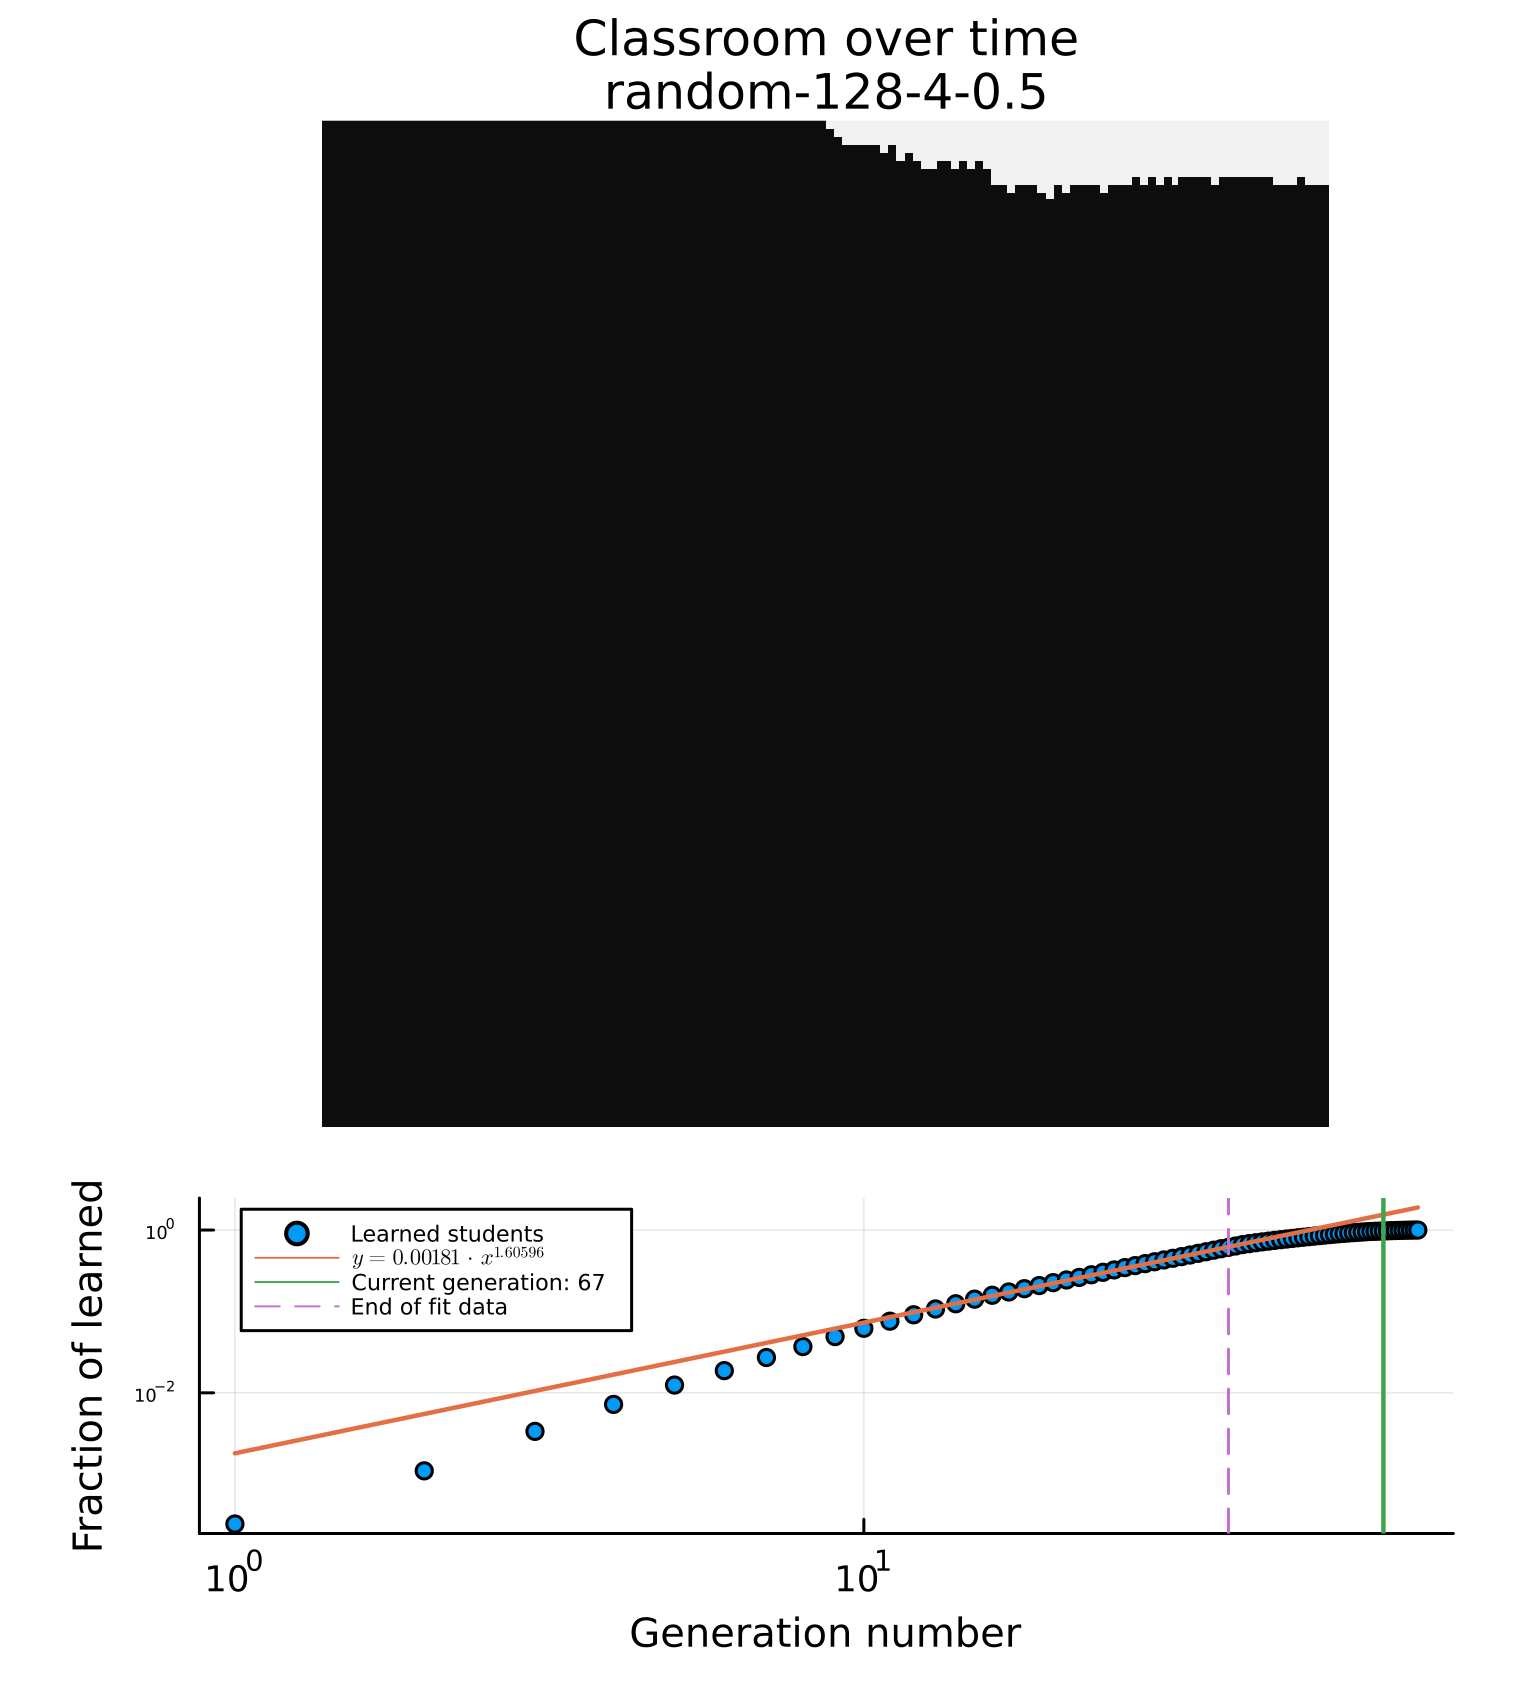 Classroom over time
random-128-4-0.5
Fraction of learned
10^0
10^-2
Learned students
y = 0.00181 · x^1.60596
Current generation: 67
End of fit data
10^0
10^1
Generation number